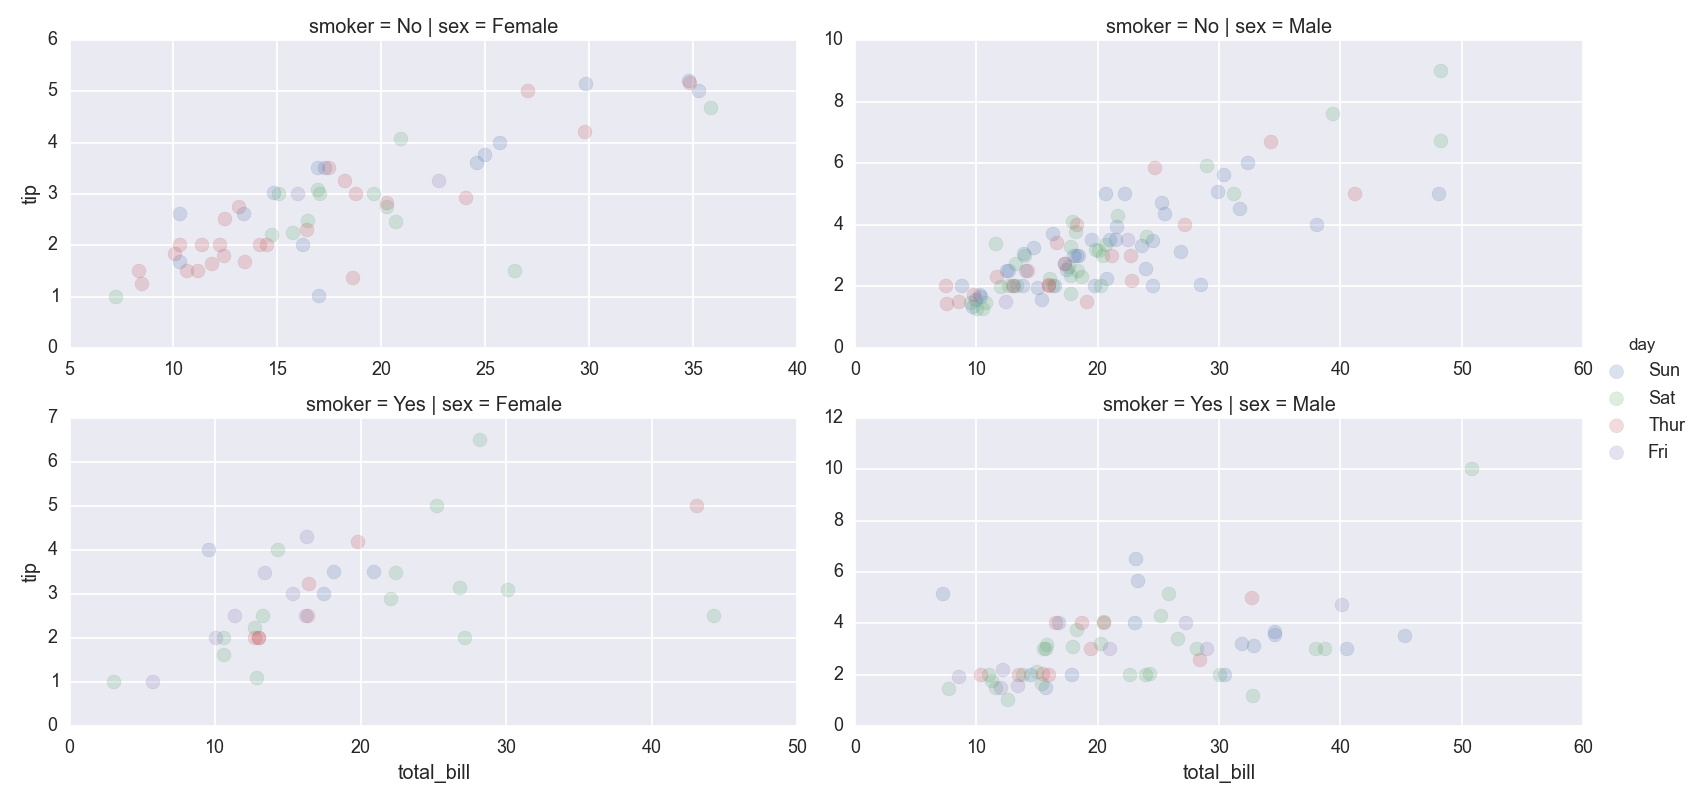 smoker = No | sex = Female
smoker = No | sex = Male
6
5
4
3
2
1
0
tip
5 10 15 20 25 30 35 40
10
8
6
4
2
0
0 10 20 30 40 50 60
day
Sun
Sat
Thur
Fri
smoker = Yes | sex = Female
smoker = Yes | sex = Male
7
6
5
4
3
2
1
0
tip
0 10 20 30 40 50
total_bill
12
10
8
6
4
2
0
0 10 20 30 40 50 60
total_bill